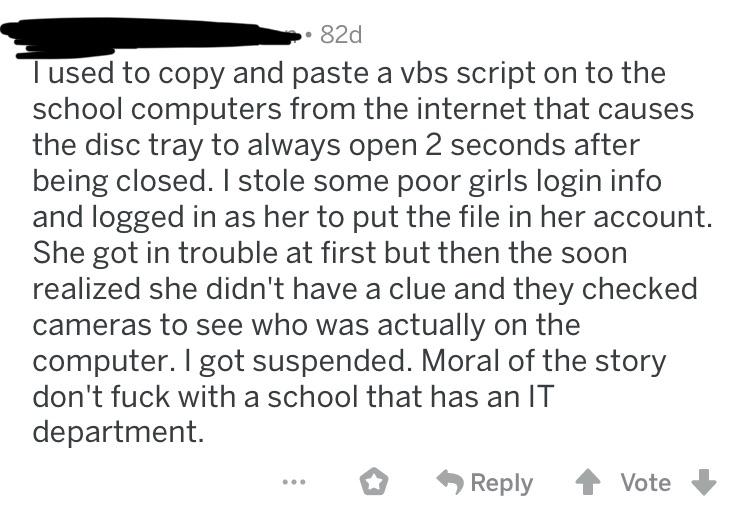 • 82d
I used to copy and paste a vbs script on to the
school computers from the internet that causes
the disc tray to always open 2 seconds after
being closed. I stole some poor girls login info
and logged in as her to put the file in her account.
She got in trouble at first but then the soon
realized she didn't have a clue and they checked
cameras to see who was actually on the
computer. I got suspended. Moral of the story
don't fuck with a school that has an IT
department.
... Reply Vote